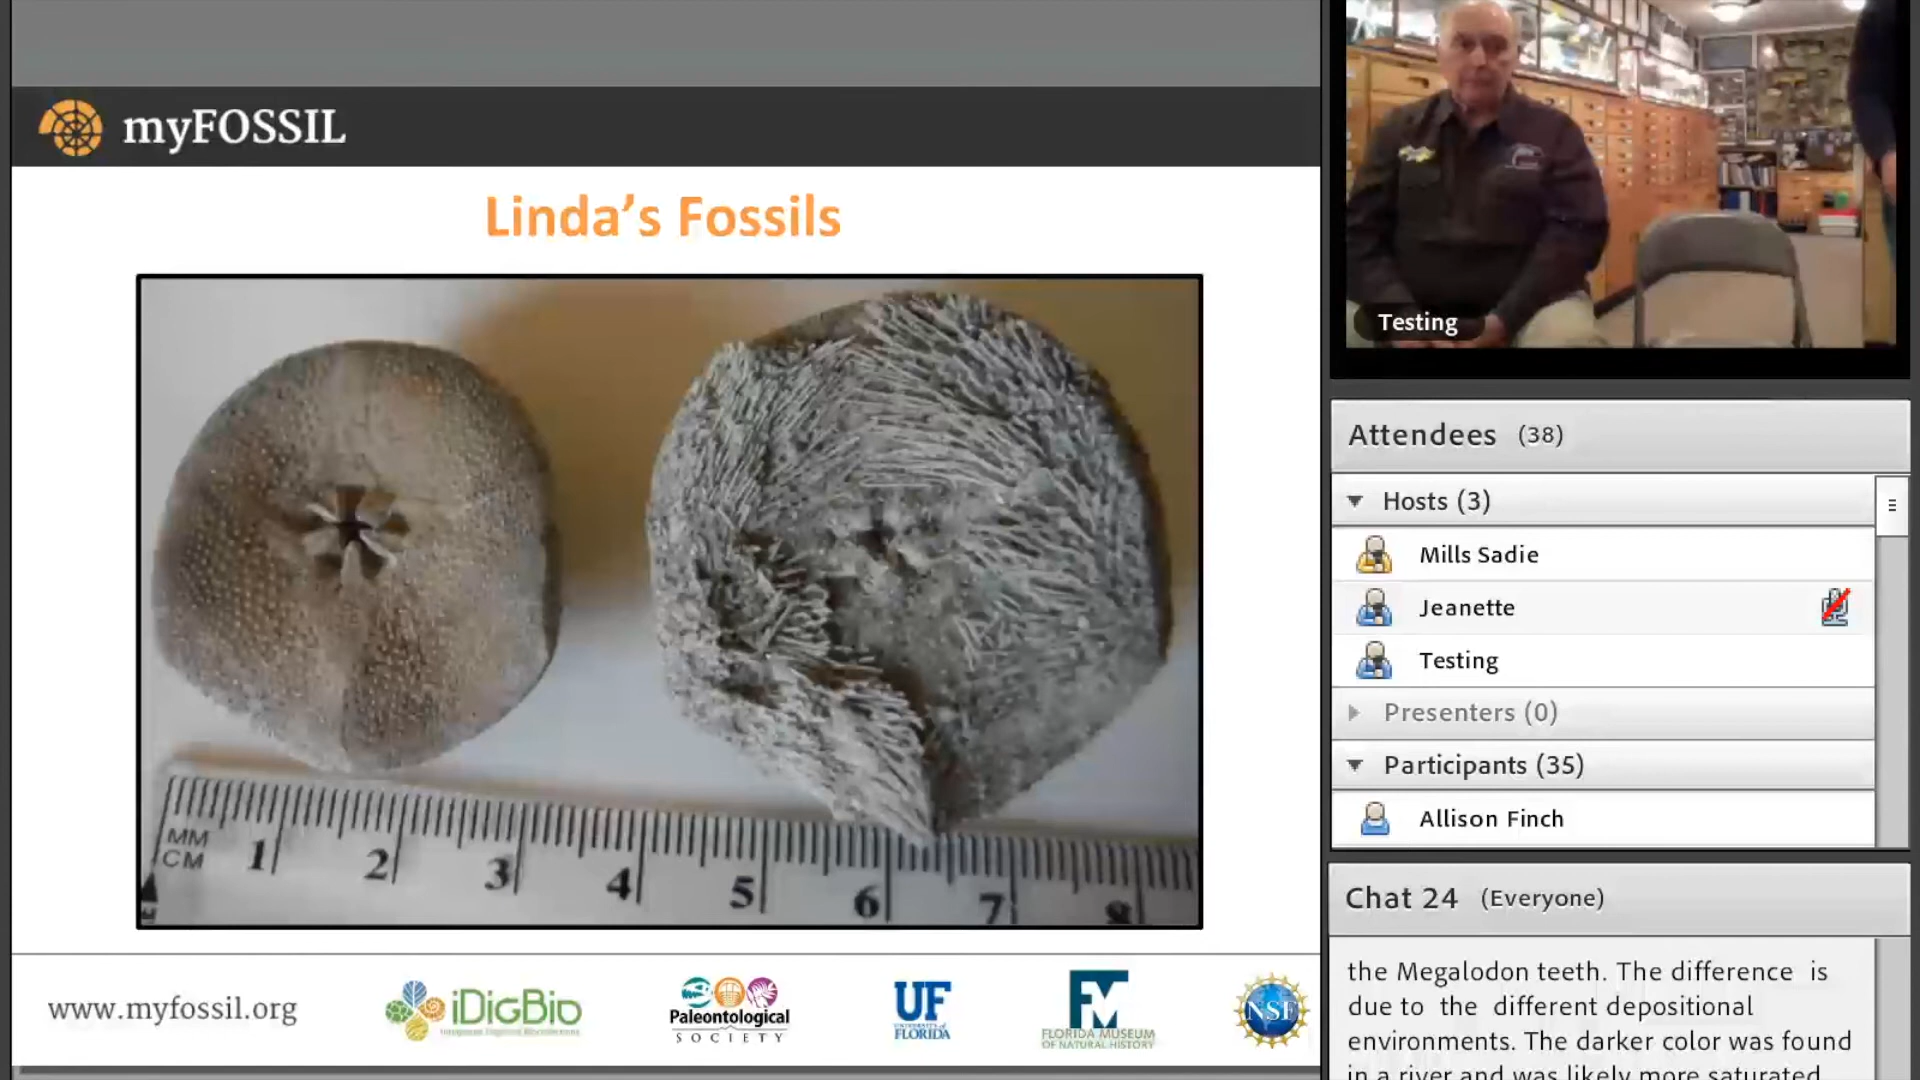 myFOSSIL
Linda's Fossils
MM
CM
1 2 3 4 5 6 7 8
www.myfossil.org
iDigBio
Paleontological
SOCIETY
UF
UNIVERSITY of
FLORIDA
FM
FLORIDA MUSEUM
OF NATURAL HISTORY
NSF
Testing
Attendees (38)
Hosts (3)
Mills Sadie
Jeanette
Testing
Presenters (0)
Participants (35)
Allison Finch
Chat 24 (Everyone)
the Megalodon teeth. The difference is
due to the different depositional
environments. The darker color was found
in a river and was likely more saturated